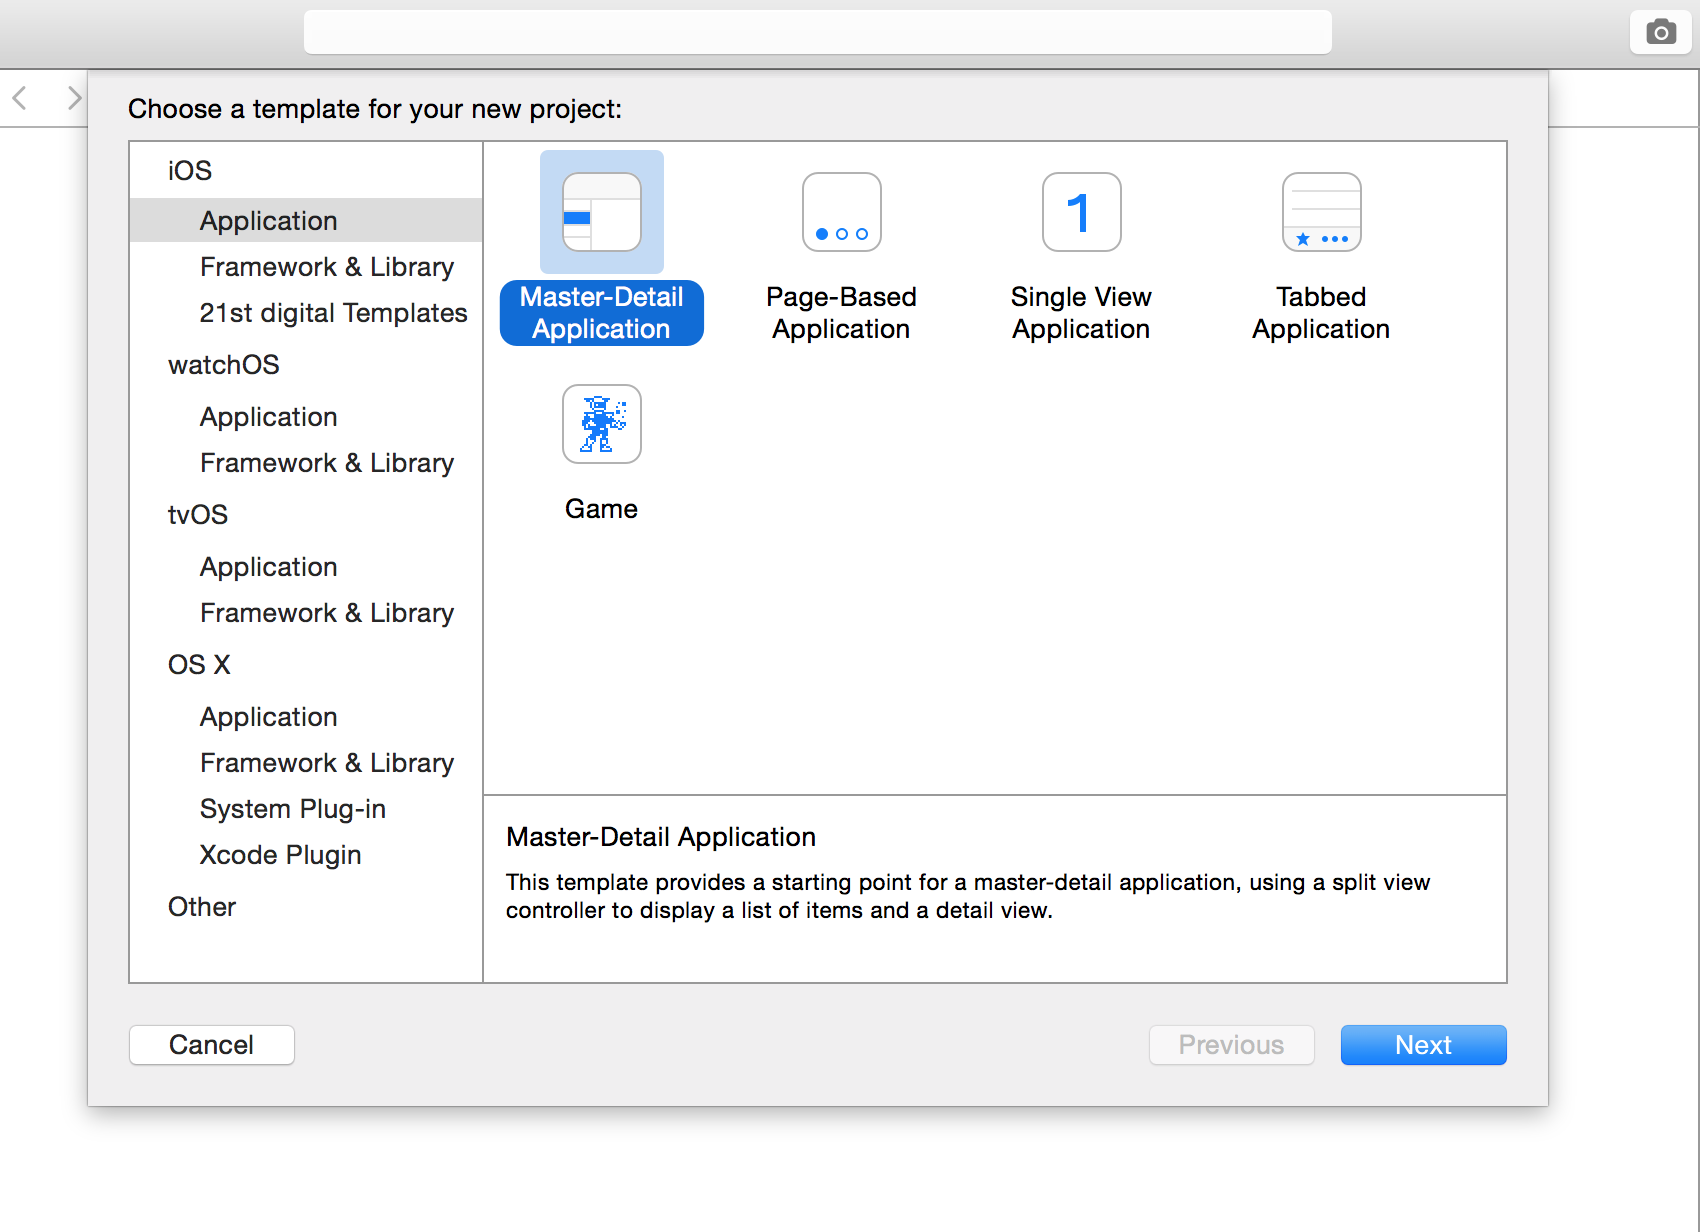 Choose a template for your new project:
iOS
Application
Framework & Library
21st digital Templates
watchOS
Application
Framework & Library
tvOS
Application
Framework & Library
OS X
Application
Framework & Library
System Plug-in
Xcode Plugin
Other
Master-Detail
Application
Page-Based
Application
1
Single View
Application
Tabbed
Application
Game
Master-Detail Application
This template provides a starting point for a master-detail application, using a split view
controller to display a list of items and a detail view.
Cancel
Previous
Next